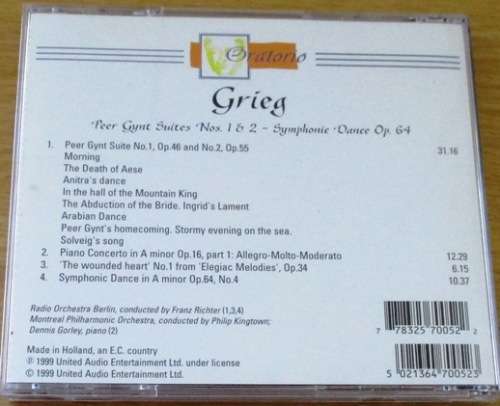 Oratorio
Grieg
Peer Gynt Suites Nos. 1 & 2 - Symphonic Dance Op. 64
1. Peer Gynt Suite No.1, Op.46 and No.2, Op.55 31.16
Morning
The Death of Aese
Anitra's dance
In the hall of the Mountain King
The Abduction of the Bride. Ingrid's Lament
Arabian Dance
Peer Gynt's homecoming. Stormy evening on the sea.
Solveig's song
2. Piano Concerto in A minor Op.16, part 1: Allegro-Molto-Moderato 12.29
3. 'The wounded heart' No.1 from 'Elegiac Melodies', Op.34 6.15
4. Symphonic Dance in A minor Op.64, No.4 10.37
Radio Orchestra Berlin, conducted by Franz Richter (1,3,4)
Montreal Philharmonic Orchestra, conducted by Philip Kingtown;
Dennis Gorley, piano (2)
7 78325 70052 2
Made in Holland, an E.C. country
℗ 1999 United Audio Entertainment Ltd. under license
© 1999 United Audio Entertainment Ltd.
5 021364 700523